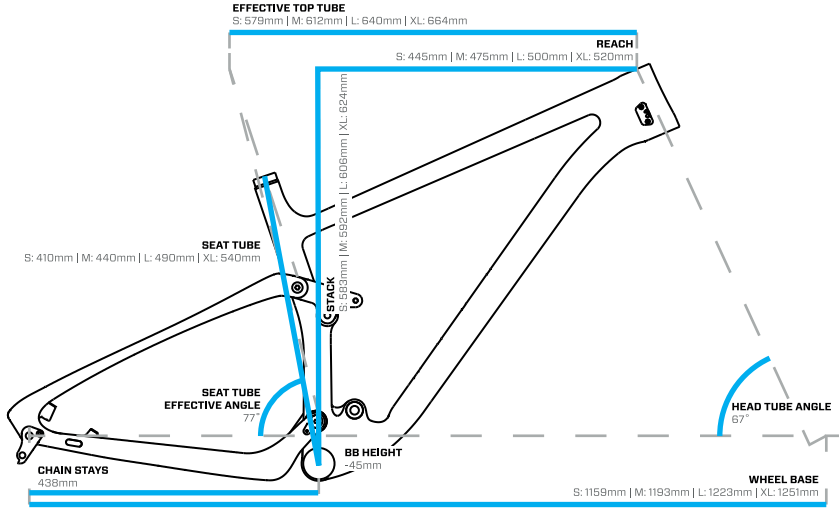 EFFECTIVE TOP TUBE
S: 579mm | M: 612mm | L: 640mm | XL: 664mm
REACH
S: 445mm | M: 475mm | L: 500mm | XL: 520mm
STACK
S: 583mm | M: 592mm | L: 606mm | XL: 624mm
SEAT TUBE
S: 410mm | M: 440mm | L: 490mm | XL: 540mm
SEAT TUBE
EFFECTIVE ANGLE
77°
HEAD TUBE ANGLE
67°
BB HEIGHT
-45mm
CHAIN STAYS
438mm
WHEEL BASE
S: 1159mm | M: 1193mm | L: 1223mm | XL: 1251mm